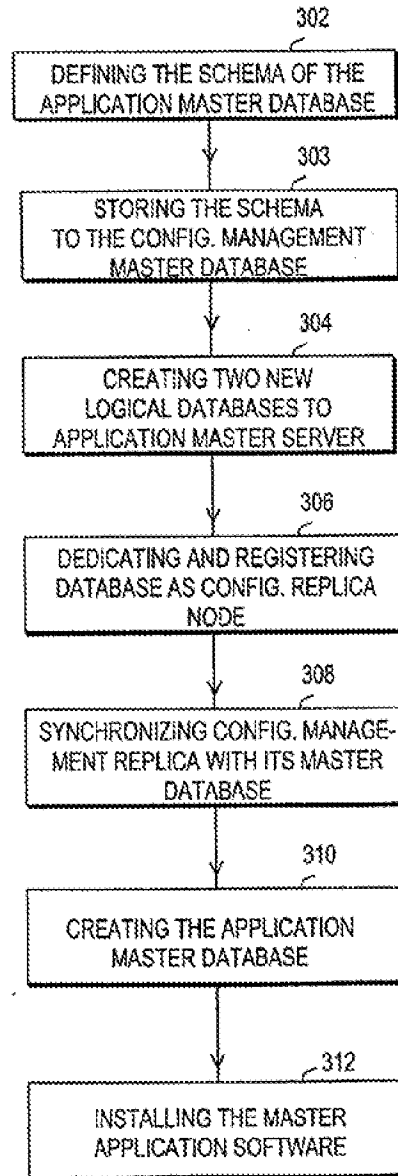 302
DEFINING THE SCHEMA OF THE
APPLICATION MASTER DATABASE
303
STORING THE SCHEMA
TO THE CONFIG. MANAGEMENT
MASTER DATABASE
304
CREATING TWO NEW
LOGICAL DATABASES TO
APPLICATION MASTER SERVER
306
DEDICATING AND REGISTERING
DATABASE AS CONFIG. REPLICA
NODE
308
SYNCHRONIZING CONFIG. MANAGE-
MENT REPLICA WITH ITS MASTER
DATABASE
310
CREATING THE APPLICATION
MASTER DATABASE
312
INSTALLING THE MASTER
APPLICATION SOFTWARE